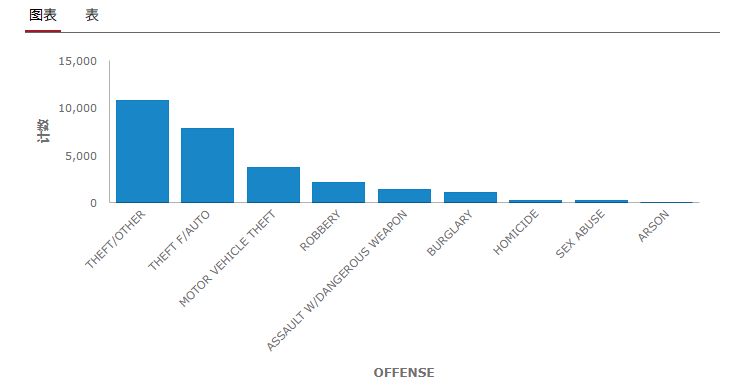 图表 表
15,000
10,000
5,000
0
计数
THEFT/OTHER
THEFT F/AUTO
MOTOR VEHICLE THEFT
ROBBERY
ASSAULT W/DANGEROUS WEAPON
BURGLARY
HOMICIDE
SEX ABUSE
ARSON
OFFENSE